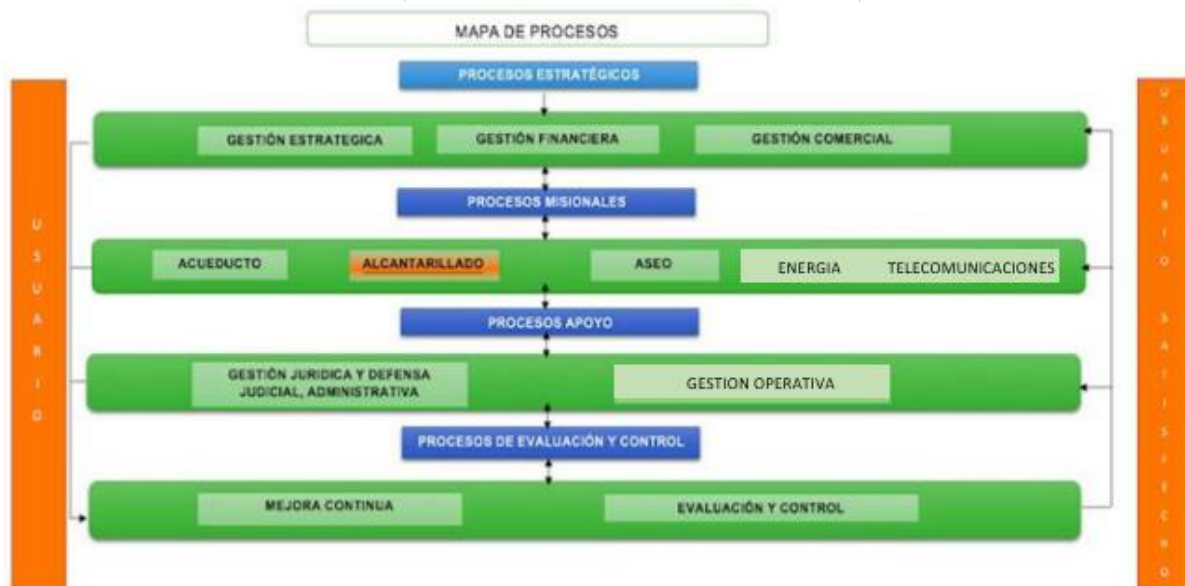 MAPA DE PROCESOS
PROCESOS ESTRATÉGICOS
GESTIÓN ESTRATEGICA
GESTIÓN FINANCIERA
GESTIÓN COMERCIAL
PROCESOS MISIONALES
ACUEDUCTO
ALCANTARILLADO
ASEO
ENERGIA
TELECOMUNICACIONES
PROCESOS APOYO
GESTIÓN JURIDICA Y DEFENSA
JUDICIAL, ADMINISTRATIVA
GESTION OPERATIVA
PROCESOS DE EVALUACIÓN Y CONTROL
MEJORA CONTINUA
EVALUACIÓN Y CONTROL
USUARIO
USUARIO SATISFECHO